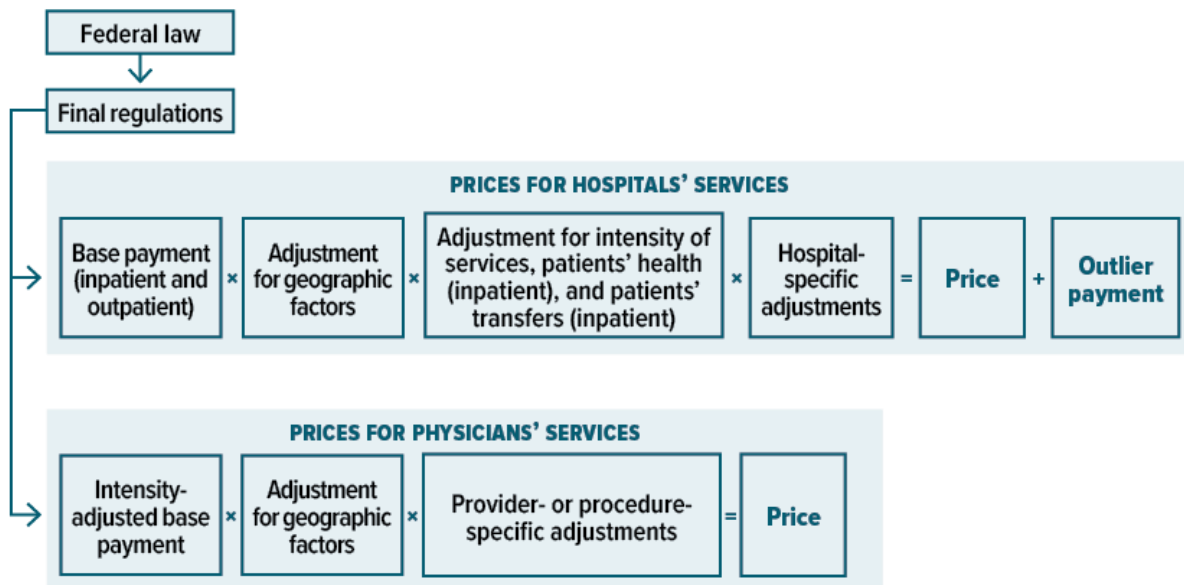 Federal law
Final regulations
PRICES FOR HOSPITALS’ SERVICES
Base payment
(inpatient and
outpatient)
×
Adjustment
for geographic
factors
×
Adjustment for intensity of
services, patients’ health
(inpatient), and patients’
transfers (inpatient)
×
Hospital-
specific
adjustments
=
Price
+
Outlier
payment
PRICES FOR PHYSICIANS’ SERVICES
Intensity-
adjusted base
payment
×
Adjustment
for geographic
factors
×
Provider- or procedure-
specific adjustments
=
Price